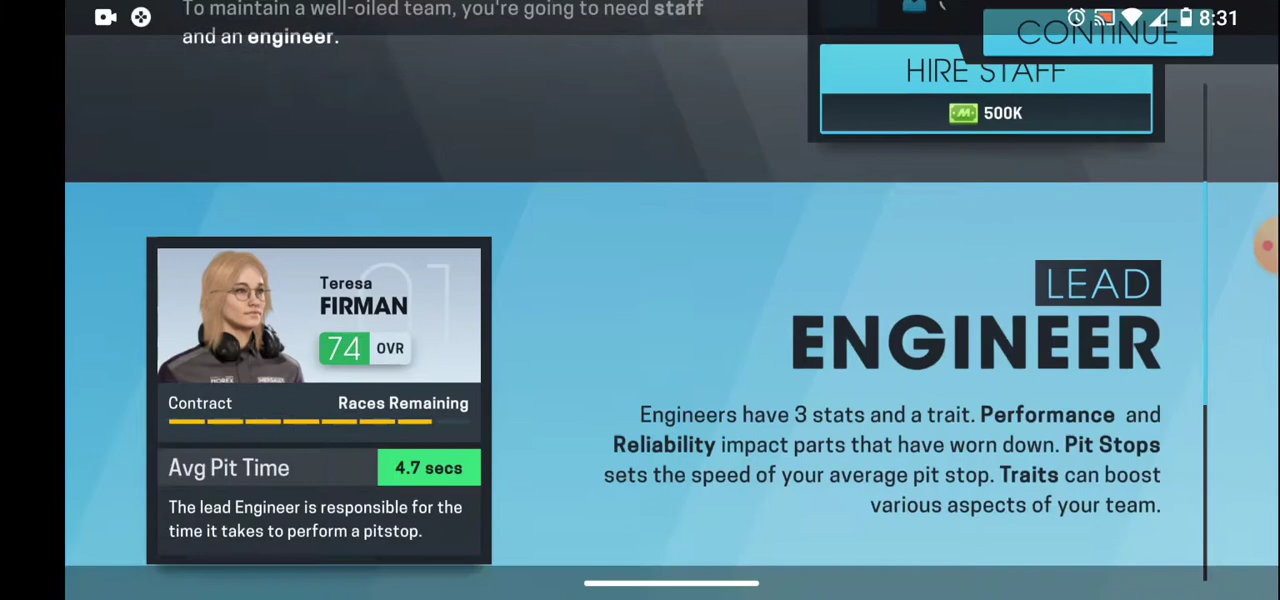 To maintain a well-oiled team, you're going to need staff
and an engineer.
8:31
CONTINUE
HIRE STAFF
500K
Teresa
FIRMAN
74 OVR
Contract Races Remaining
Avg Pit Time 4.7 secs
The lead Engineer is responsible for the
time it takes to perform a pitstop.
LEAD
ENGINEER
Engineers have 3 stats and a trait. Performance and
Reliability impact parts that have worn down. Pit Stops
sets the speed of your average pit stop. Traits can boost
various aspects of your team.